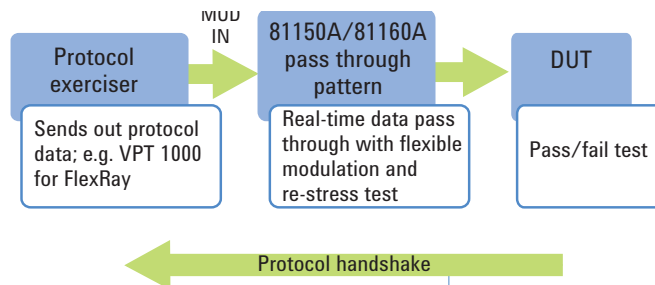 MOD
IN
Protocol
exerciser
81150A/81160A
pass through
pattern
DUT
Sends out protocol
data; e.g. VPT 1000
for FlexRay
Real-time data pass
through with flexible
modulation and
re-stress test
Pass/fail test
Protocol handshake